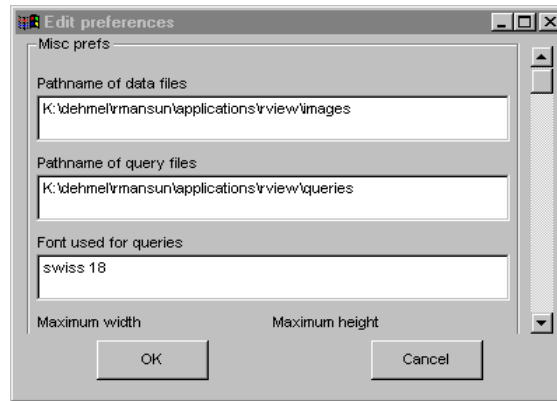 Edit preferences
Misc prefs
Pathname of data files
K:\dehmel\rmansun\applications\rview\images
Pathname of query files
K:\dehmel\rmansun\applications\rview\queries
Font used for queries
swiss 18
Maximum width Maximum height
OK Cancel